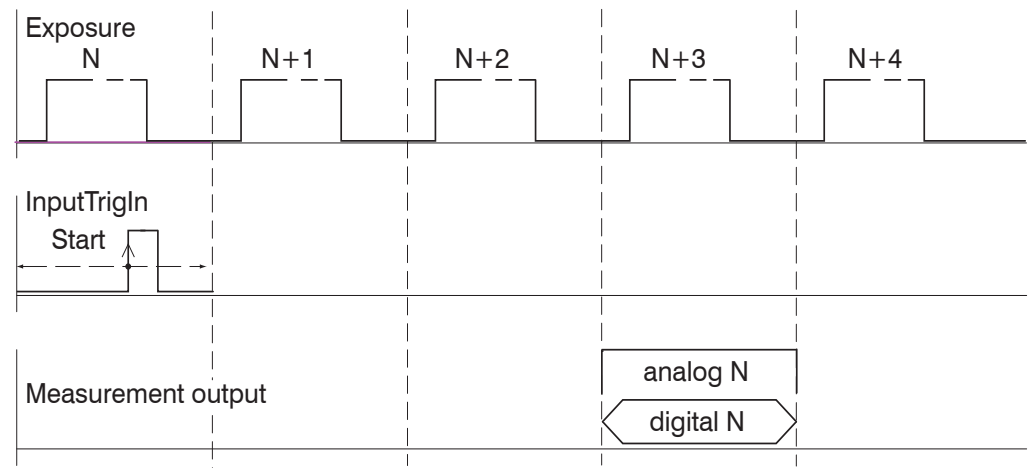 Exposure
N N+1 N+2 N+3 N+4
InputTrigIn
Start
analog N
Measurement output
digital N